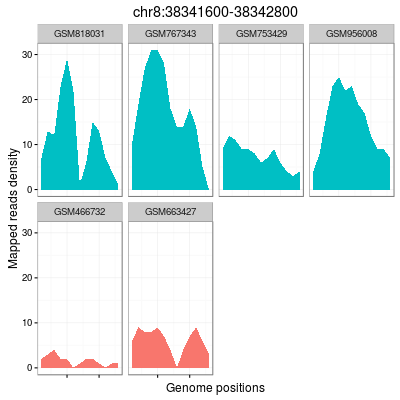 chr8:38341600-38342800
GSM818031 GSM767343 GSM753429 GSM956008
30
20
10
0
GSM466732 GSM663427
30
20
10
0
Mapped reads density
Genome positions